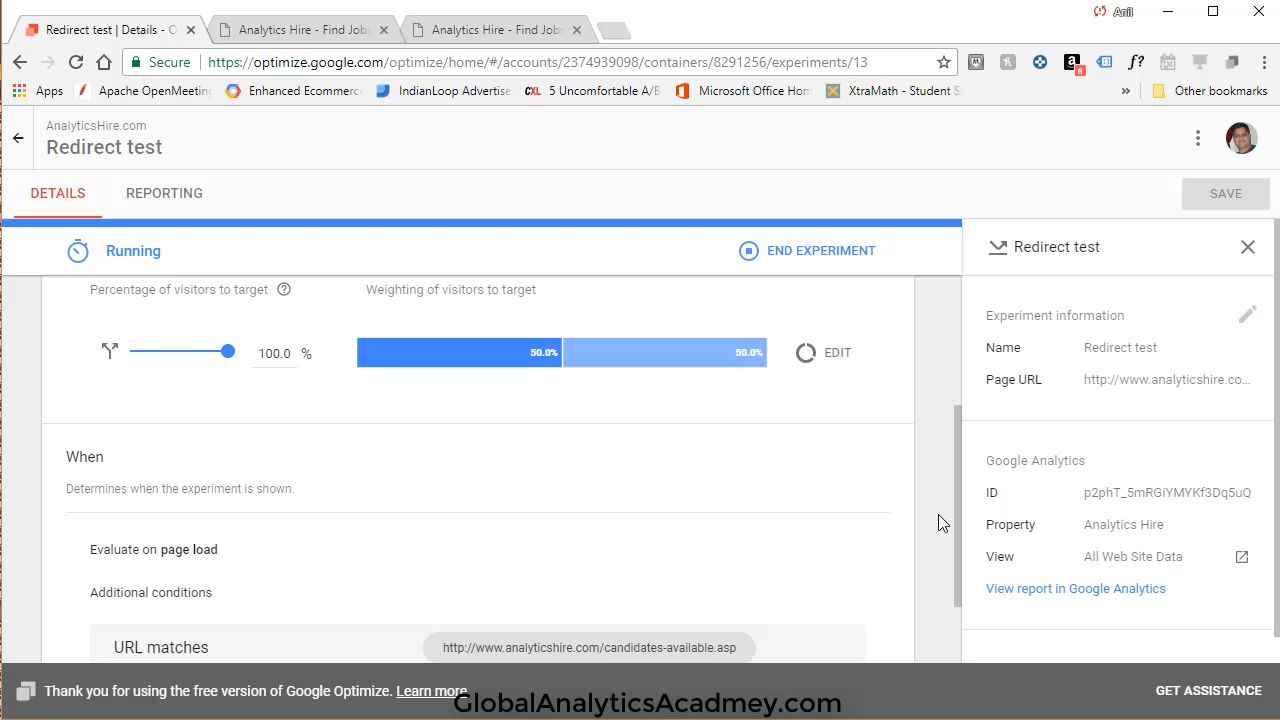 Anil
Redirect test | Details - O
Analytics Hire - Find Jobs
Analytics Hire - Find Jobs
Secure
https://optimize.google.com/optimize/home/#/accounts/2374939098/containers/8291256/experiments/13
8
f?
Apps
Apache OpenMeeting
Enhanced Ecommerc
IndianLoop Advertise
CXL 5 Uncomfortable A/B
Microsoft Office Hom
XtraMath - Student S
»
Other bookmarks
AnalyticsHire.com
Redirect test
DETAILS
REPORTING
SAVE
Running
END EXPERIMENT
Redirect test
Percentage of visitors to target
Weighting of visitors to target
100.0 %
50.0%
50.0%
EDIT
When
Determines when the experiment is shown.
Evaluate on page load
Additional conditions
URL matches
http://www.analyticshire.com/candidates-available.asp
Experiment information
Name Redirect test
Page URL http://www.analyticshire.co...
Google Analytics
ID p2phT_5mRGiYMYKf3Dq5uQ
Property Analytics Hire
View All Web Site Data
View report in Google Analytics
Thank you for using the free version of Google Optimize. Learn more
GET ASSISTANCE
GlobalAnalyticsAcadmey.com